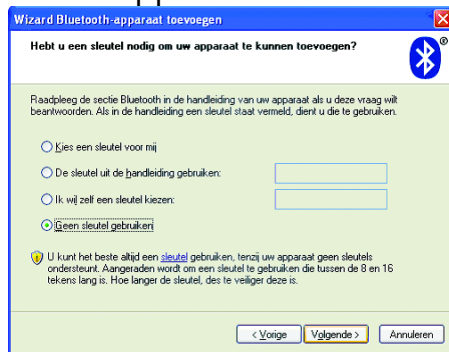 Wizard Bluetooth-apparaat toevoegen
Hebt u een sleutel nodig om uw apparaat te kunnen toevoegen?
Raadpleeg de sectie Bluetooth in de handleiding van uw apparaat als u deze vraag wilt
beantwoorden. Als in de handleiding een sleutel staat vermeld, dient u die te gebruiken.
Kies een sleutel voor mij
De sleutel uit de handleiding gebruiken:
Ik wil zelf een sleutel kiezen:
Geen sleutel gebruiken
U kunt het beste altijd een sleutel gebruiken, tenzij uw apparaat geen sleutels
ondersteunt. Aangeraden wordt om een sleutel te gebruiken die tussen de 8 en 16
tekens lang is. Hoe langer de sleutel, des te veiliger deze is.
< Vorige Volgende > Annuleren